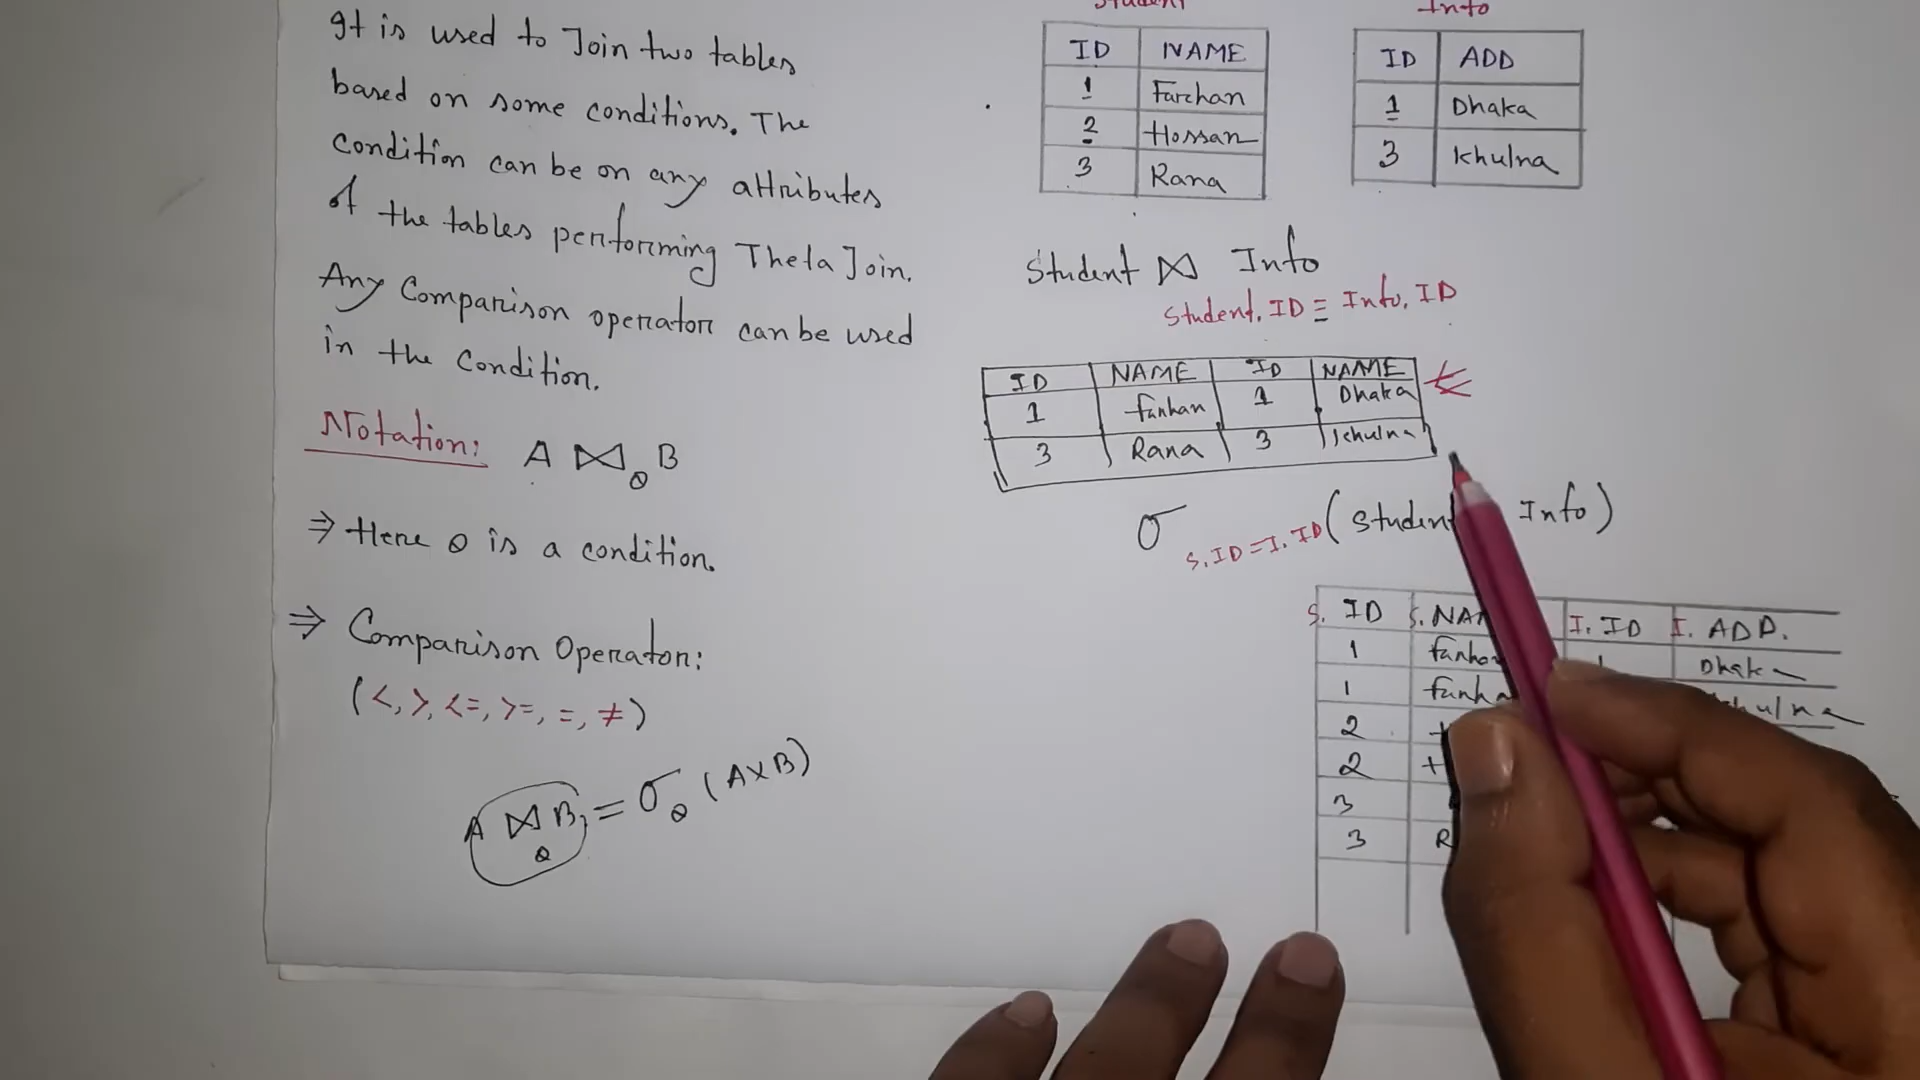 It is used to Join two tables
based on some conditions. The
Condition can be on any attributes
of the tables performing Theta Join.
Any Comparison operator can be used
in the Condition.
Notation: A ⋈θ B
⇒ Here θ is a condition.
⇒ Comparison Operator:
(<, >, <=, >=, =, ≠)
A ⋈θ B = σθ (A×B)
Student
ID NAME
1 Farhan
2 Hossan
3 Rana
Info
ID ADD
1 Dhaka
3 Khulna
Student ⋈ Info
Student.ID = Info.ID
ID NAME ID NAME
1 farhan 1 Dhaka
3 Rana 3 Khulna
σ S.ID=I.ID (Student Info)
S. ID S. I. ID I. ADD.
1 Dhaka
1
2
2
3
3